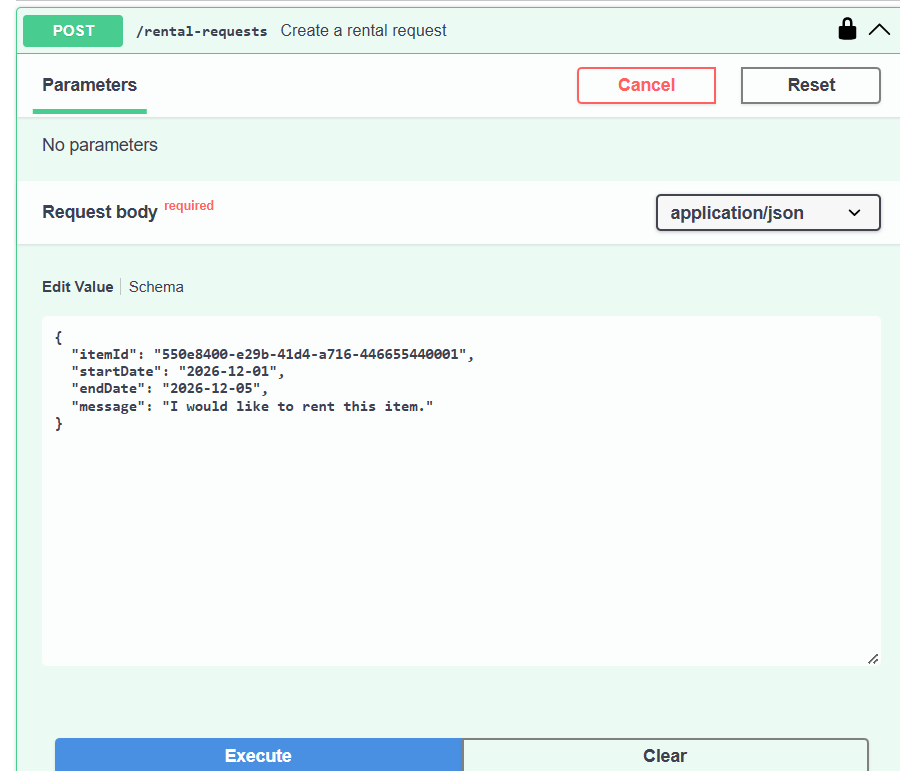 POST /rental-requests Create a rental request
Parameters Cancel Reset
No parameters
Request body required application/json
Edit Value Schema
{
  "itemId": "550e8400-e29b-41d4-a716-446655440001",
  "startDate": "2026-12-01",
  "endDate": "2026-12-05",
  "message": "I would like to rent this item."
}
Execute Clear